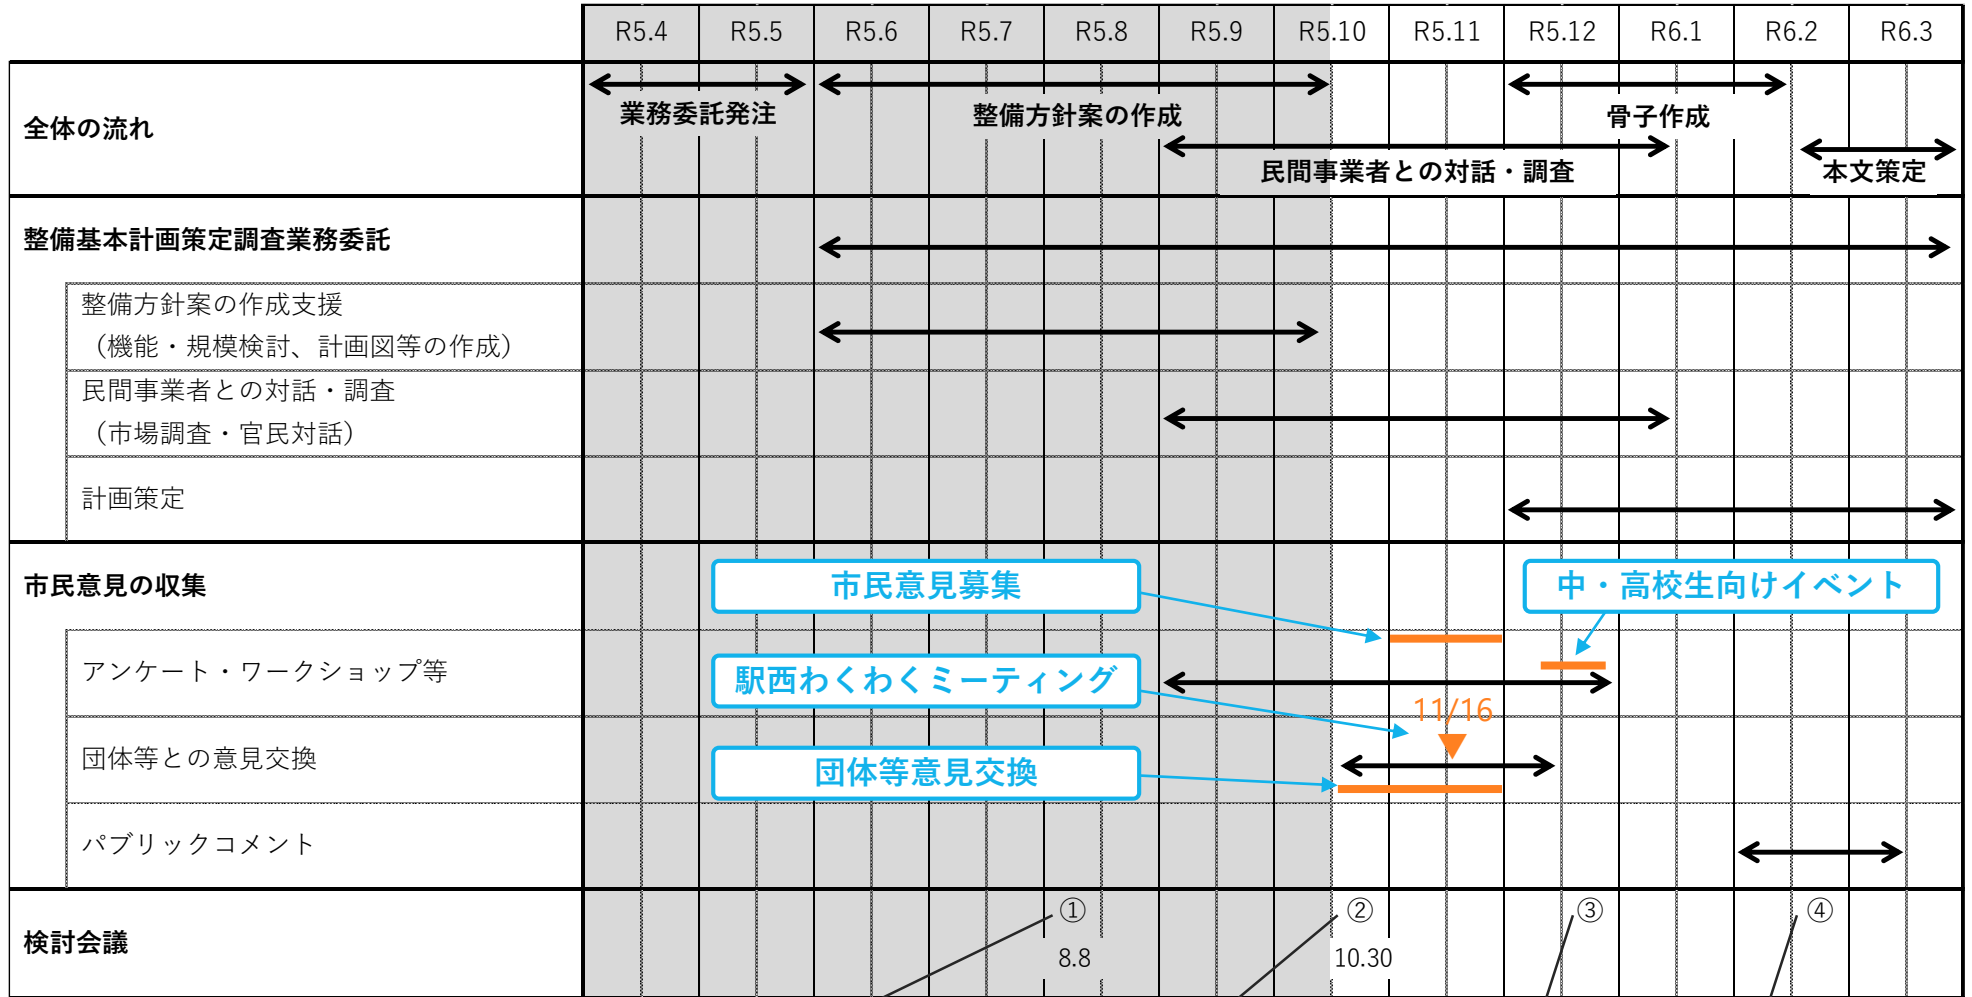 R5.4 R5.5 R5.6 R5.7 R5.8 R5.9 R5.10 R5.11 R5.12 R6.1 R6.2 R6.3
全体の流れ
業務委託発注
整備方針案の作成
骨子作成
民間事業者との対話・調査
本文策定
整備基本計画策定調査業務委託
整備方針案の作成支援
（機能・規模検討、計画図等の作成）
民間事業者との対話・調査
（市場調査・官民対話）
計画策定
市民意見の収集
市民意見募集
中・高校生向けイベント
アンケート・ワークショップ等
駅西わくわくミーティング
11/16
団体等との意見交換
団体等意見交換
パブリックコメント
検討会議
① ② ③ ④
8.8 10.30